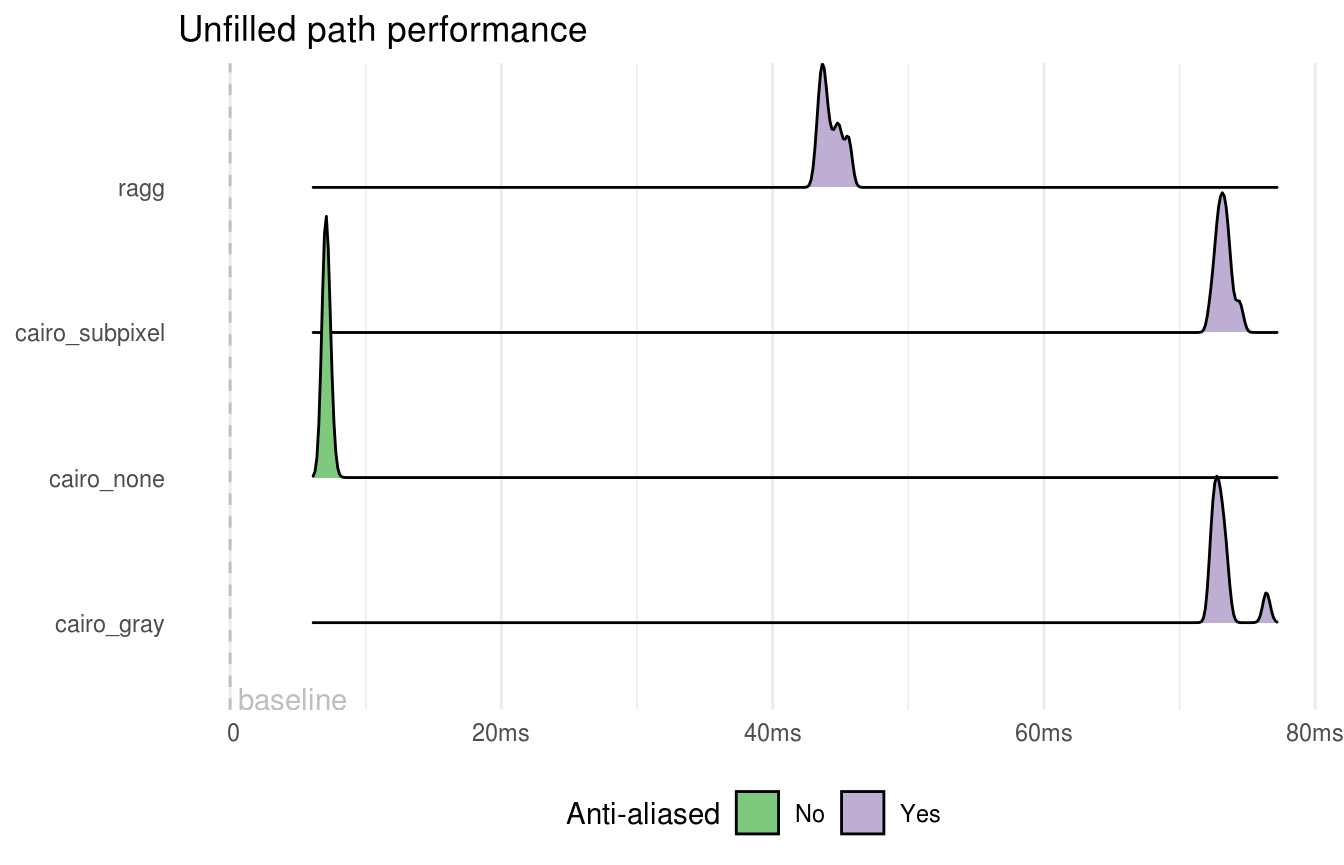 Unfilled path performance
ragg
cairo_subpixel
cairo_none
cairo_gray
baseline
0 20ms 40ms 60ms 80ms
Anti-aliased No Yes